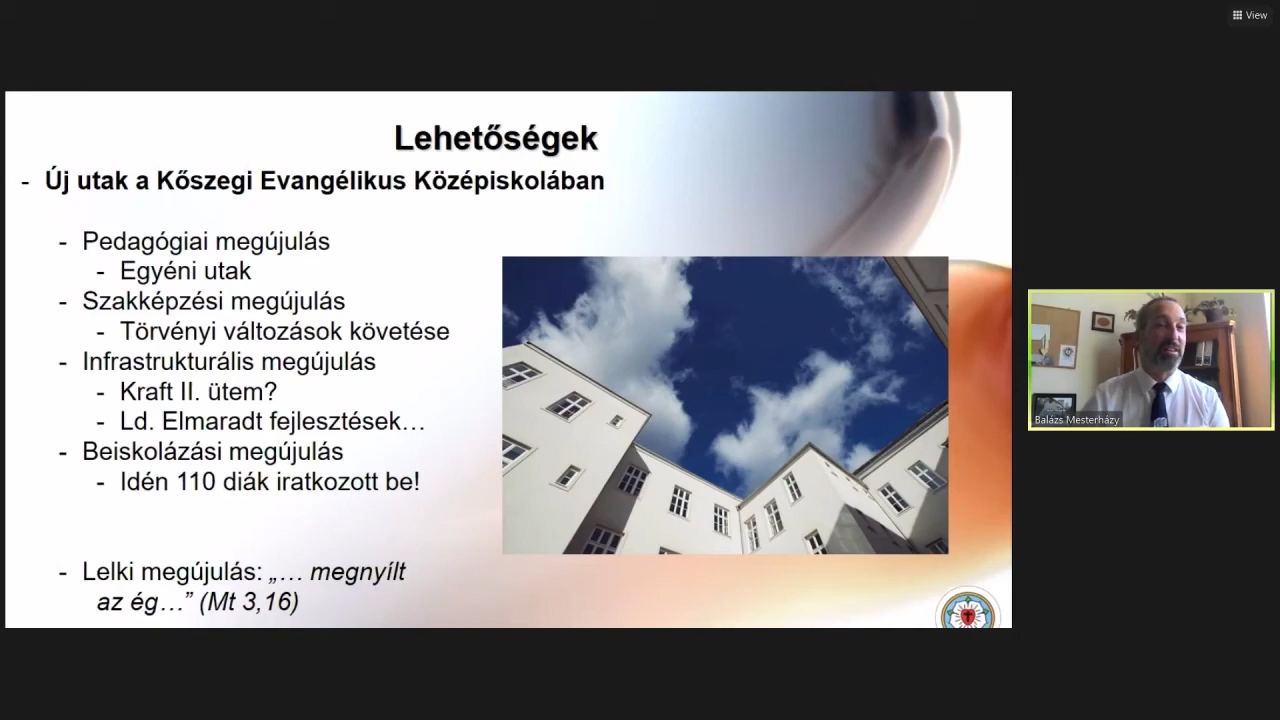 View
Lehetőségek
- Új utak a Kőszegi Evangélikus Középiskolában
- Pedagógiai megújulás
- Egyéni utak
- Szakképzési megújulás
- Törvényi változások követése
- Infrastrukturális megújulás
- Kraft II. ütem?
- Ld. Elmaradt fejlesztések…
- Beiskolázási megújulás
- Idén 110 diák iratkozott be!
- Lelki megújulás: „… megnyílt
az ég…” (Mt 3,16)
Balázs Mesterházy